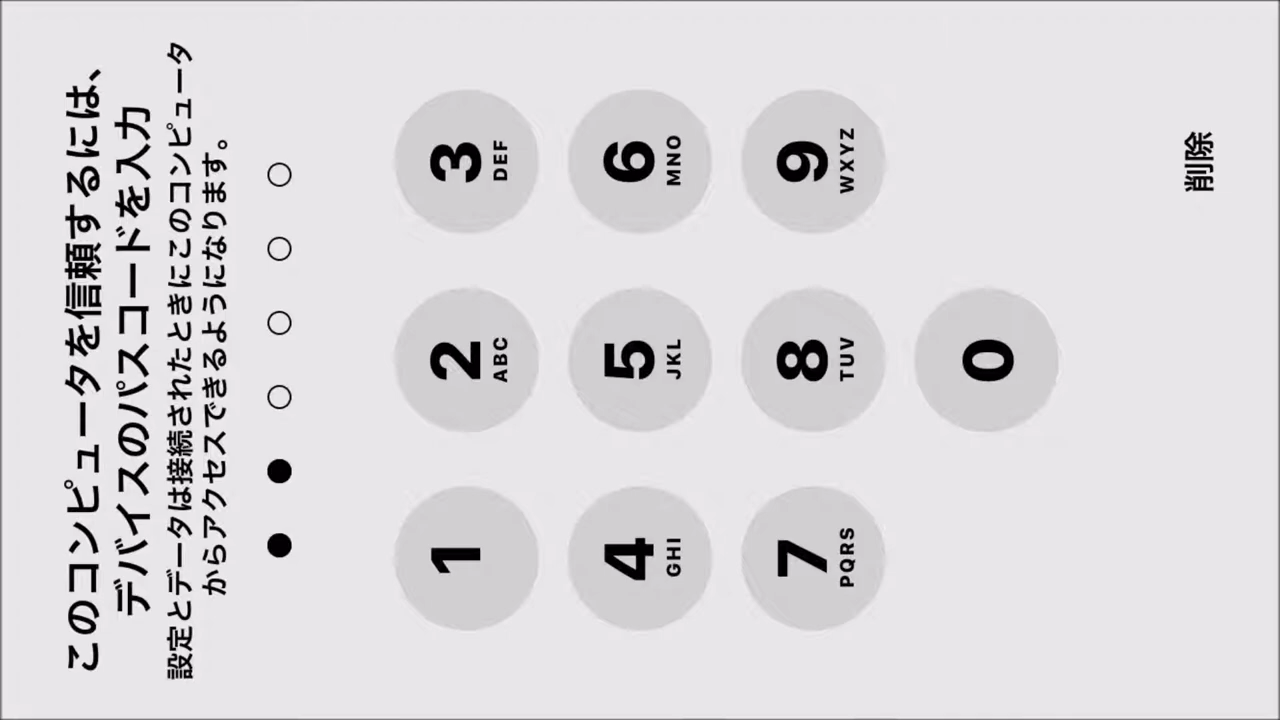 このコンピュータを信頼するには、
デバイスのパスコードを入力
設定とデータは接続されたときにこのコンピュータ
からアクセスできるようになります。
1
2
ABC
3
DEF
4
GHI
5
JKL
6
MNO
7
PQRS
8
TUV
9
WXYZ
0
削除